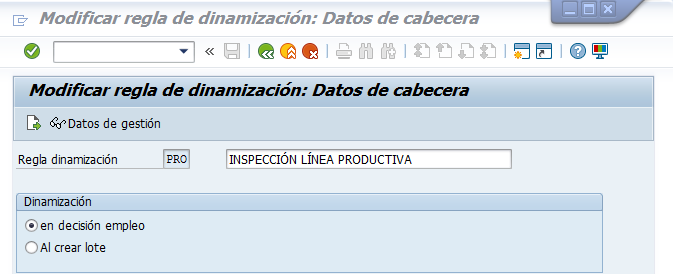 Modificar regla de dinamización: Datos de cabecera
Modificar regla de dinamización: Datos de cabecera
Datos de gestión
Regla dinamización PRO INSPECCIÓN LÍNEA PRODUCTIVA
Dinamización
en decisión empleo
Al crear lote